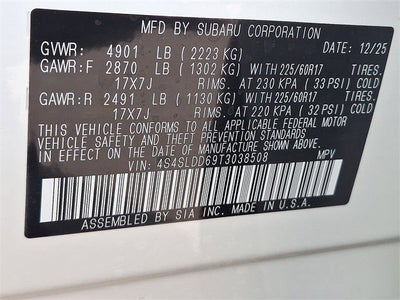 MFD BY SUBARU CORPORATION
GVWR: 4901 LB ( 2223 KG) DATE: 12/25
GAWR:F 2870 LB ( 1302 KG) WITH 225/60R17 TIRES.
17X7J RIMS. AT 230 KPA ( 33 PSI) COLD
GAWR:R 2491 LB ( 1130 KG) WITH 225/60R17 TIRES.
17X7J RIMS. AT 220 KPA ( 32 PSI) COLD
THIS VEHICLE CONFORMS TO ALL APPLICABLE FEDERAL MOTOR
VEHICLE SAFETY AND THEFT PREVENTION STANDARDS
IN EFFECT ON THE DATE OF MANUFACTURE SHOWN ABOVE.
VIN: 4S4SLDD69T3038508 MPV
ASSEMBLED BY SIA INC. MADE IN U.S.A.